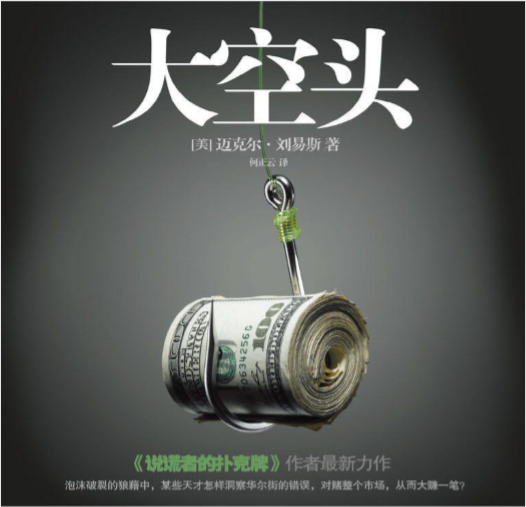 大空头
[美] 迈克尔·刘易斯 著
何正云 译
100
《说谎者的扑克牌》作者最新力作
泡沫破裂的狼藉中，某些天才怎样洞察华尔街的错误，对赌整个市场，从而大赚一笔？